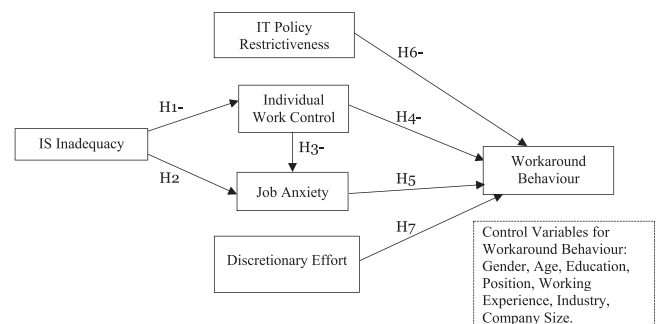 IT Policy
Restrictiveness
H6-
H1-
Individual
Work Control
H4-
IS Inadequacy
H3-
Workaround
Behaviour
H2
Job Anxiety
H5
H7
Discretionary Effort
Control Variables for
Workaround Behaviour:
Gender, Age, Education,
Position, Working
Experience, Industry,
Company Size.